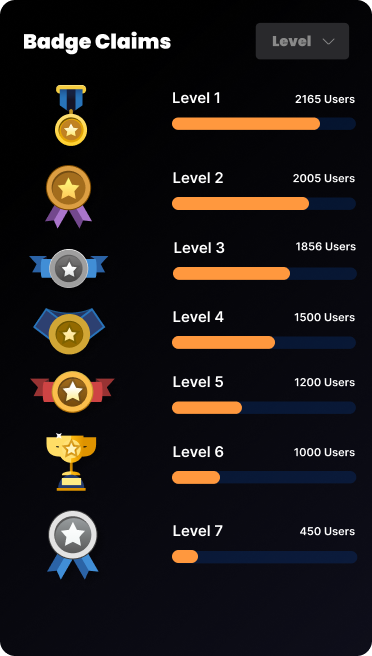 Badge Claims
Level
Level 1 2165 Users
Level 2 2005 Users
Level 3 1856 Users
Level 4 1500 Users
Level 5 1200 Users
Level 6 1000 Users
Level 7 450 Users